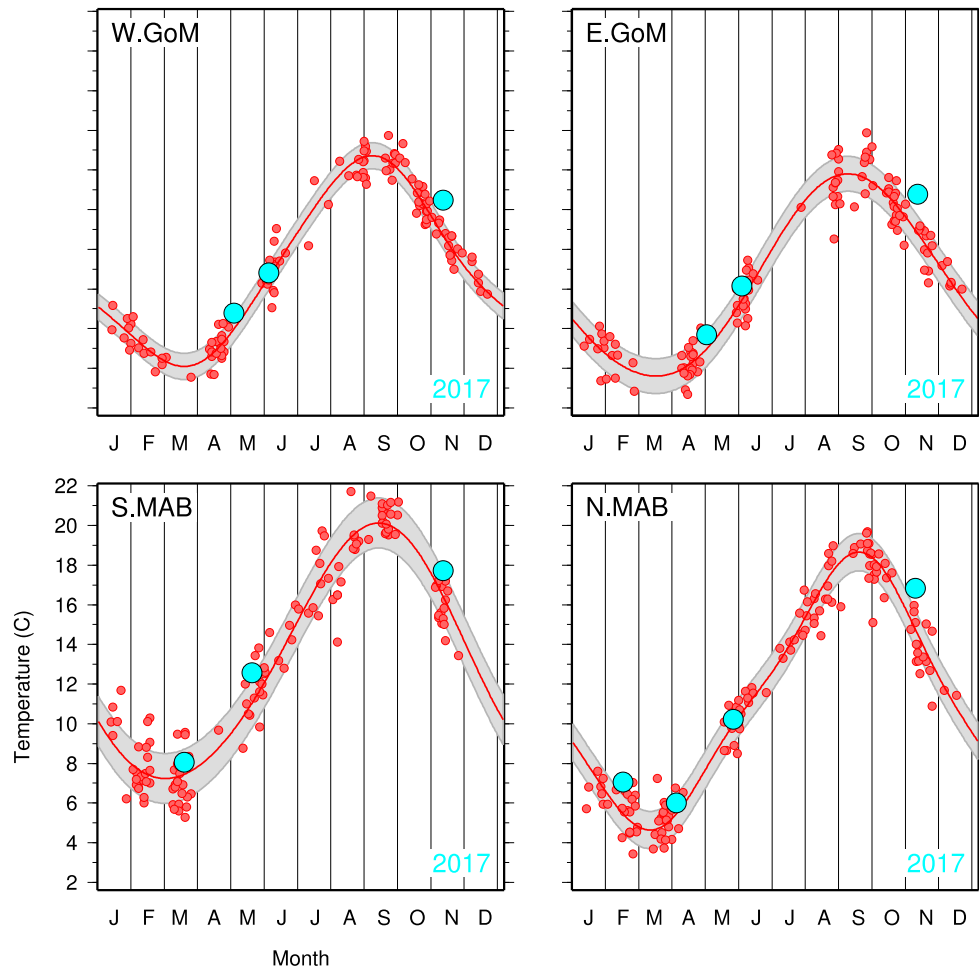 W.GoM
E.GoM
2017
2017
J F M A M J J A S O N D
J F M A M J J A S O N D
Temperature (C)
22
20
18
16
14
12
10
8
6
4
2
S.MAB
N.MAB
2017
2017
J F M A M J J A S O N D
J F M A M J J A S O N D
Month